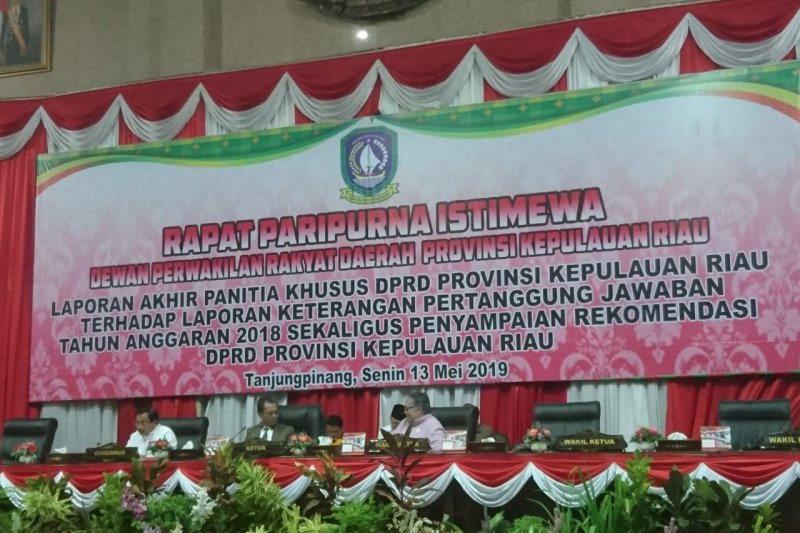 RAPAT PARIPURNA ISTIMEWA
DEWAN PERWAKILAN RAKYAT DAERAH PROVINSI KEPULAUAN RIAU
LAPORAN AKHIR PANITIA KHUSUS DPRD PROVINSI KEPULAUAN RIAU
TERHADAP LAPORAN KETERANGAN PERTANGGUNG JAWABAN
TAHUN ANGGARAN 2018 SEKALIGUS PENYAMPAIAN REKOMENDASI
DPRD PROVINSI KEPULAUAN RIAU
Tanjungpinang, Senin 13 Mei 2019
GUBERNUR
KETUA
WAKIL KETUA
WAKIL